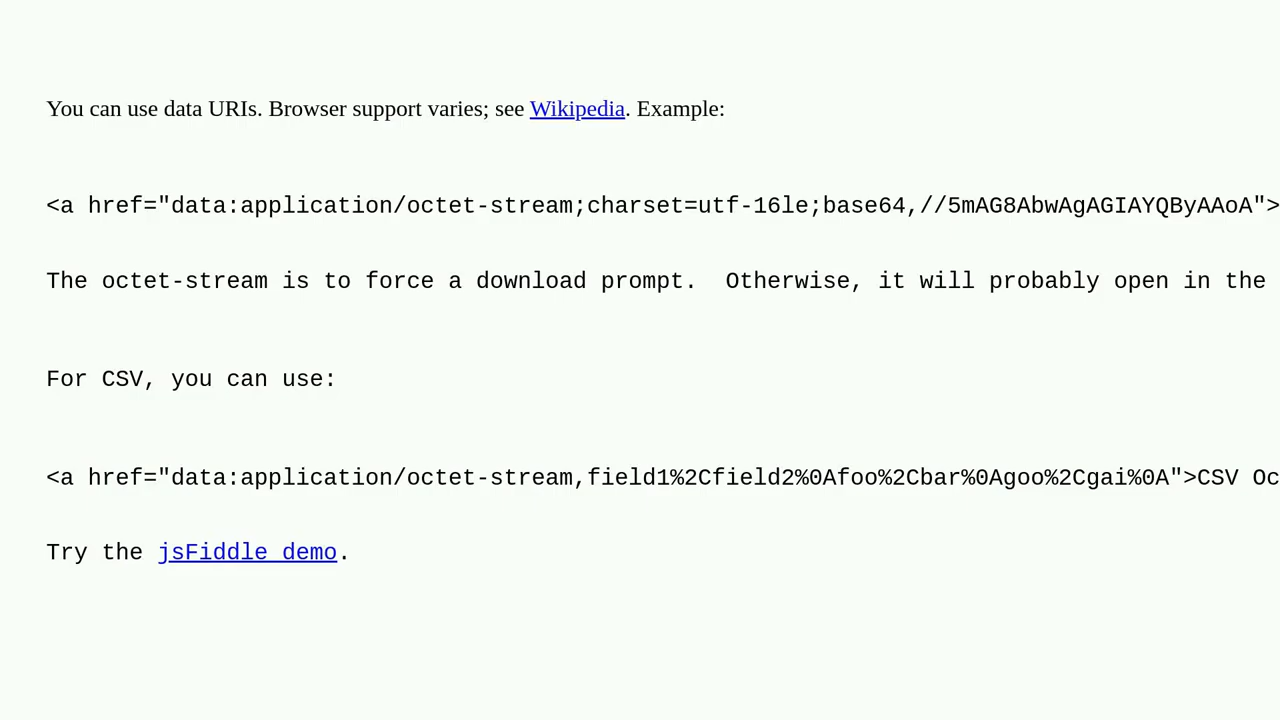 You can use data URIs. Browser support varies; see Wikipedia. Example:
<a href="data:application/octet-stream;charset=utf-16le;base64,//5mAG8AbwAgAGIAYQByAAoA">
The octet-stream is to force a download prompt.  Otherwise, it will probably open in the
For CSV, you can use:
<a href="data:application/octet-stream,field1%2Cfield2%0Afoo%2Cbar%0Agoo%2Cgai%0A">CSV Oc
Try the jsFiddle demo.